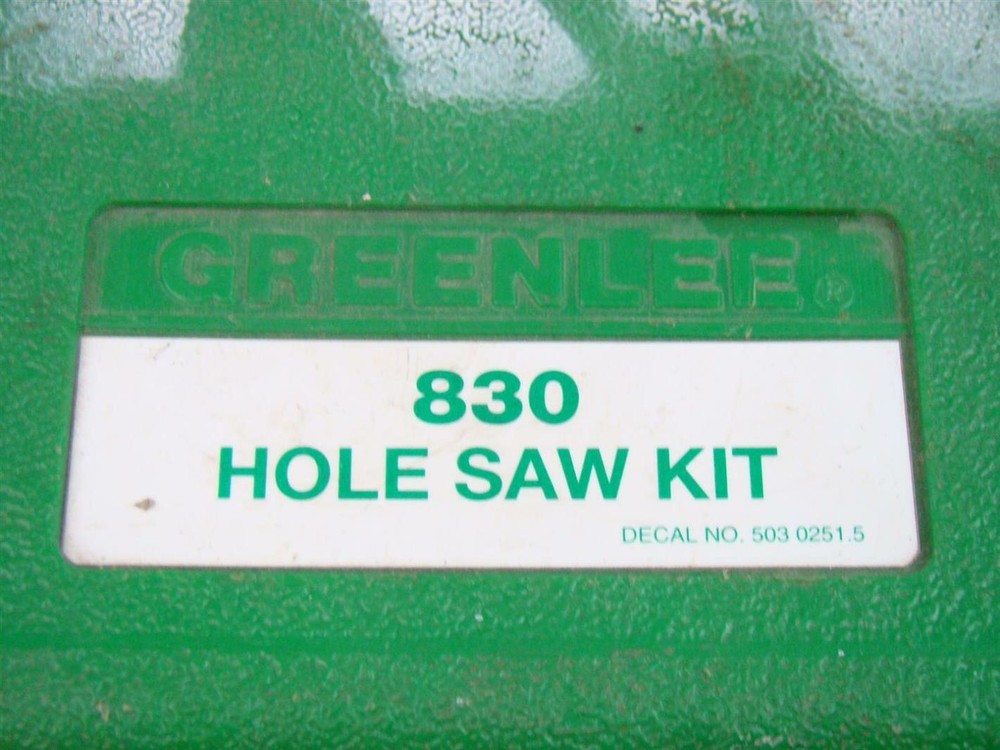 GREENLEE®
830
HOLE SAW KIT
DECAL NO. 503 0251.5